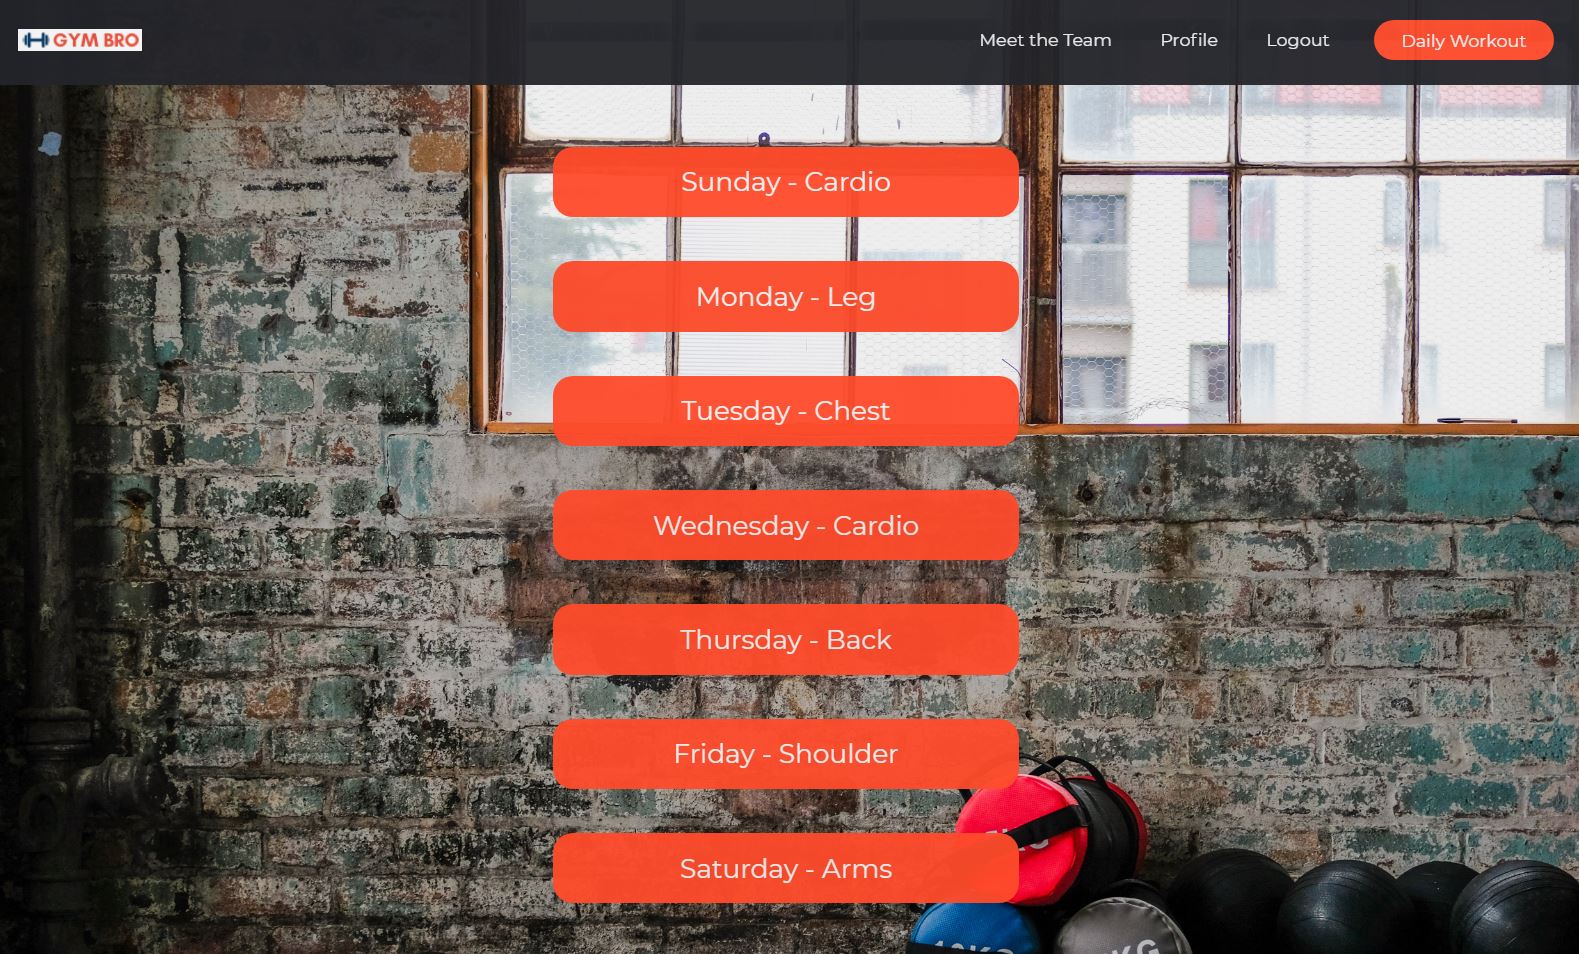 GYM BRO
Meet the Team
Profile
Logout
Daily Workout
Sunday - Cardio
Monday - Leg
Tuesday - Chest
Wednesday - Cardio
Thursday - Back
Friday - Shoulder
Saturday - Arms